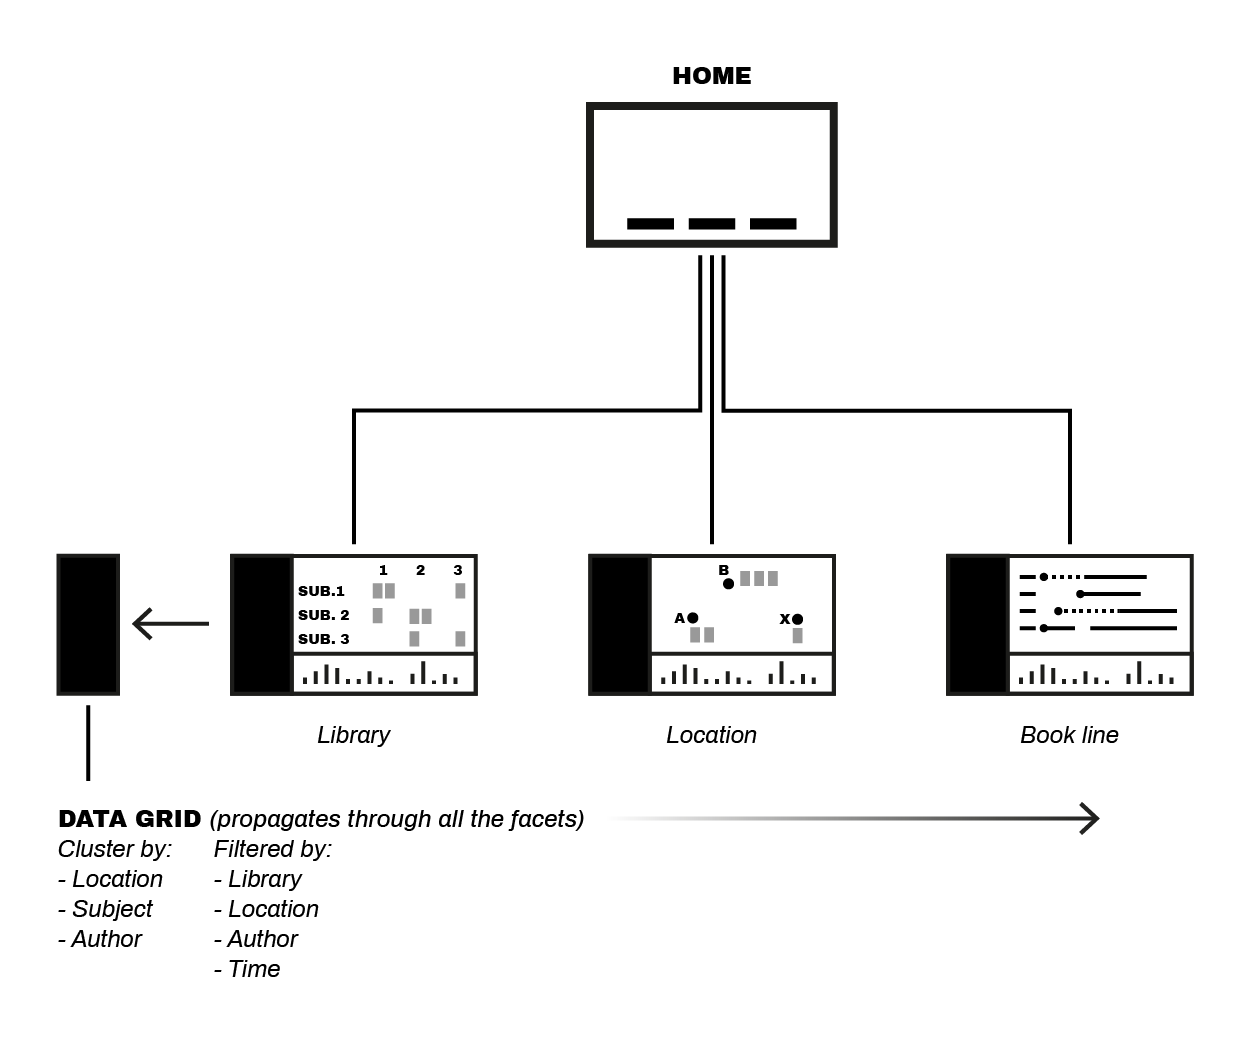 HOME
1 2 3
SUB.1
SUB. 2
SUB. 3
B
A
X
Library
Location
Book line
DATA GRID (propagates through all the facets)
Cluster by:
- Location
- Subject
- Author
Filtered by:
- Library
- Location
- Author
- Time